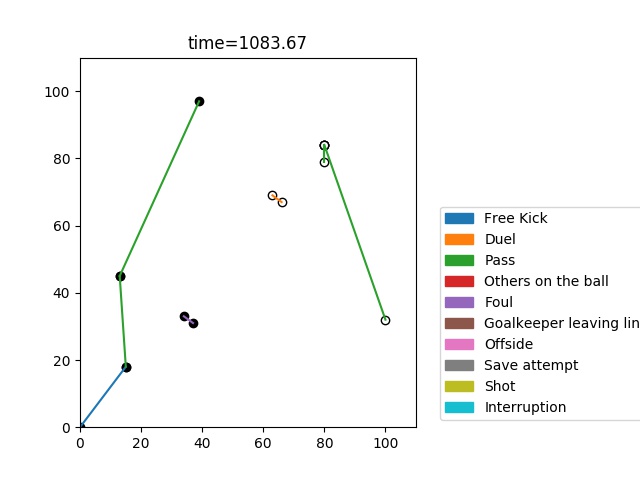 time=1083.67
100
80
60
40
20
0
0 20 40 60 80 100
Free Kick
Duel
Pass
Others on the ball
Foul
Goalkeeper leaving lin
Offside
Save attempt
Shot
Interruption